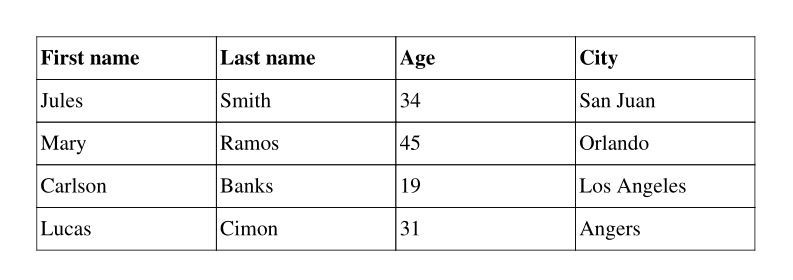 First name Last name Age City
Jules Smith 34 San Juan
Mary Ramos 45 Orlando
Carlson Banks 19 Los Angeles
Lucas Cimon 31 Angers